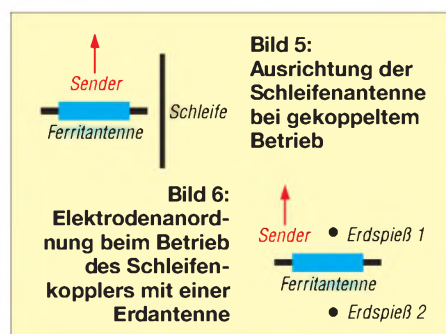 Sender
Schleife
Ferritantenne
Bild 5:
Ausrichtung der
Schleifenantenne
bei gekoppeltem
Betrieb
Bild 6:
Elektrodenanord-
nung beim Betrieb
des Schleifen-
kopplers mit einer
Erdantenne
Sender
Erdspieß 1
Ferritantenne
Erdspieß 2